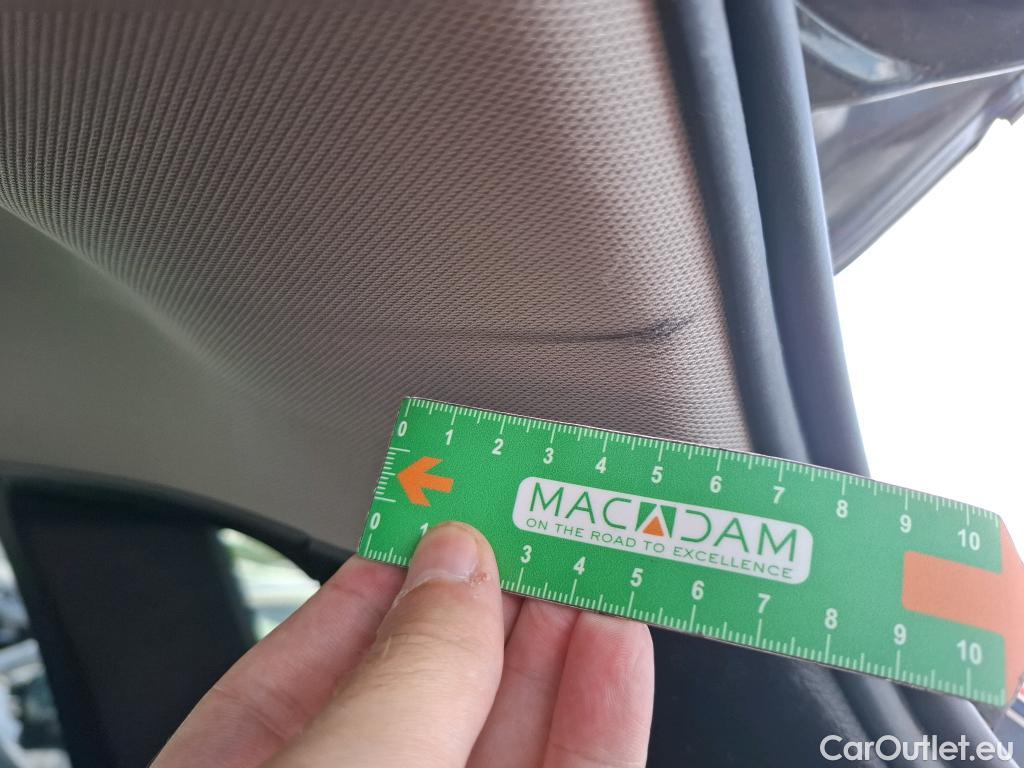 0 1 2 3 4 5 6 7 8 9 10
MACADAM
ON THE ROAD TO EXCELLENCE
0 1 3 4 5 6 7 8 9 10
CarOutlet.eu